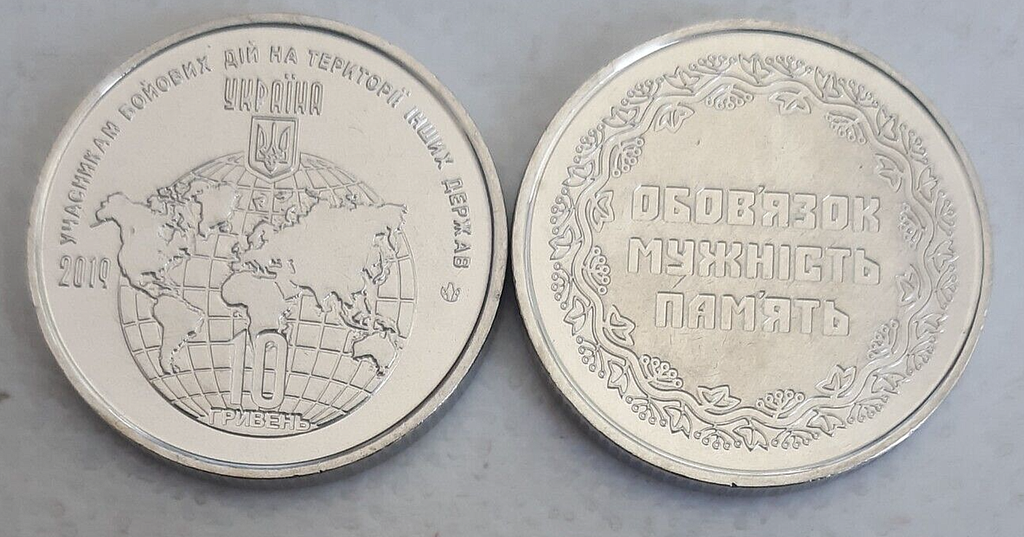 УЧАСНИКАМ БОЙОВИХ ДІЙ НА ТЕРИТОРІЇ ІНШИХ ДЕРЖАВ
УКРАЇНА
2019
10
ГРИВЕНЬ
ОБОВ'ЯЗОК
МУЖНІСТЬ
ПАМ'ЯТЬ